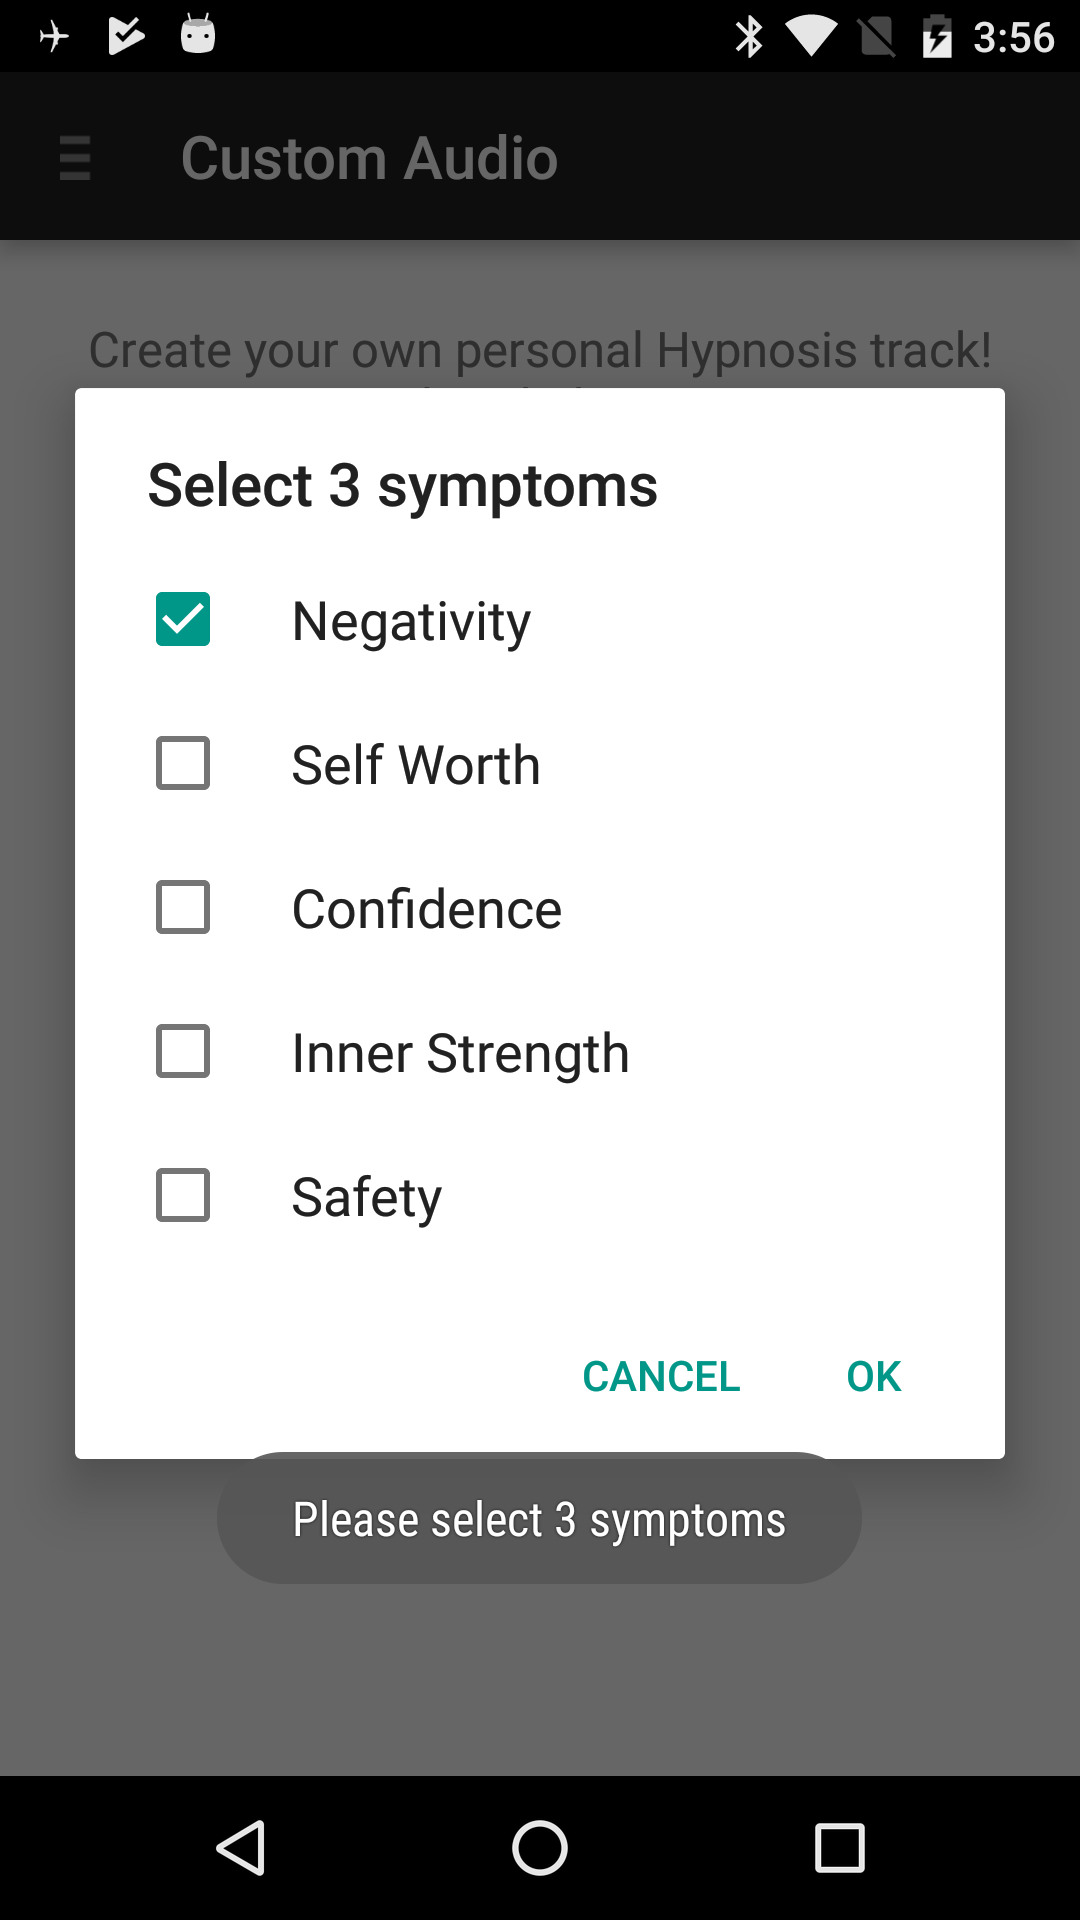 3:56
Custom Audio
Create your own personal Hypnosis track!
Select 3 symptoms
Negativity
Self Worth
Confidence
Inner Strength
Safety
CANCEL OK
Please select 3 symptoms